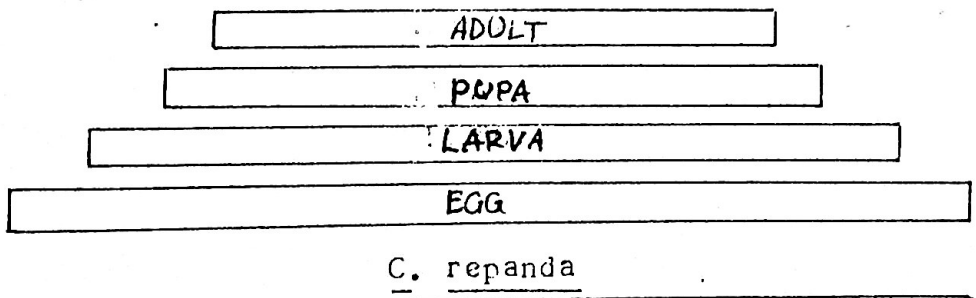 ADULT
PUPA
LARVA
EGG
C. repanda